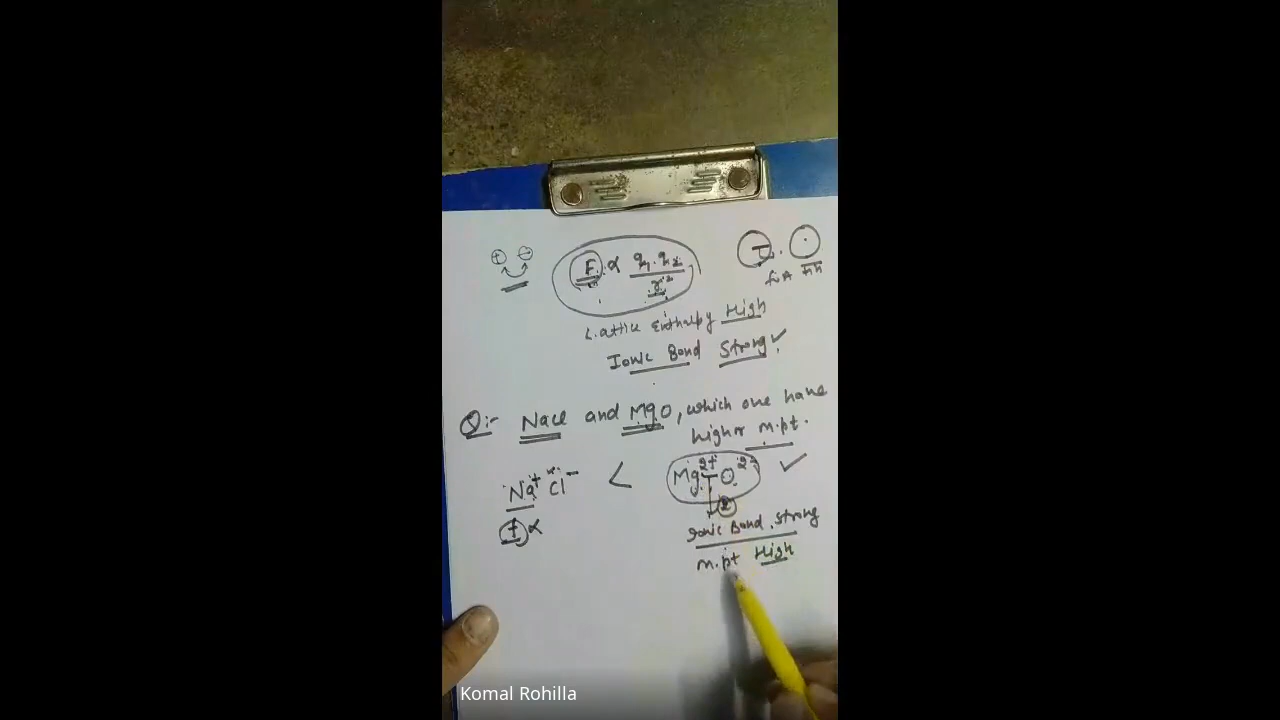 + -
F ∝ q1.q2 / r²
Lattice Enthalpy High
Ionic Bond Strong ✓
Q:- NaCl and MgO, which one have
higher m.pt.
Na⁺ Cl⁻ < Mg²⁺ O²⁻ ✓
2
Ionic Bond, strong
m.pt High
Komal Rohilla